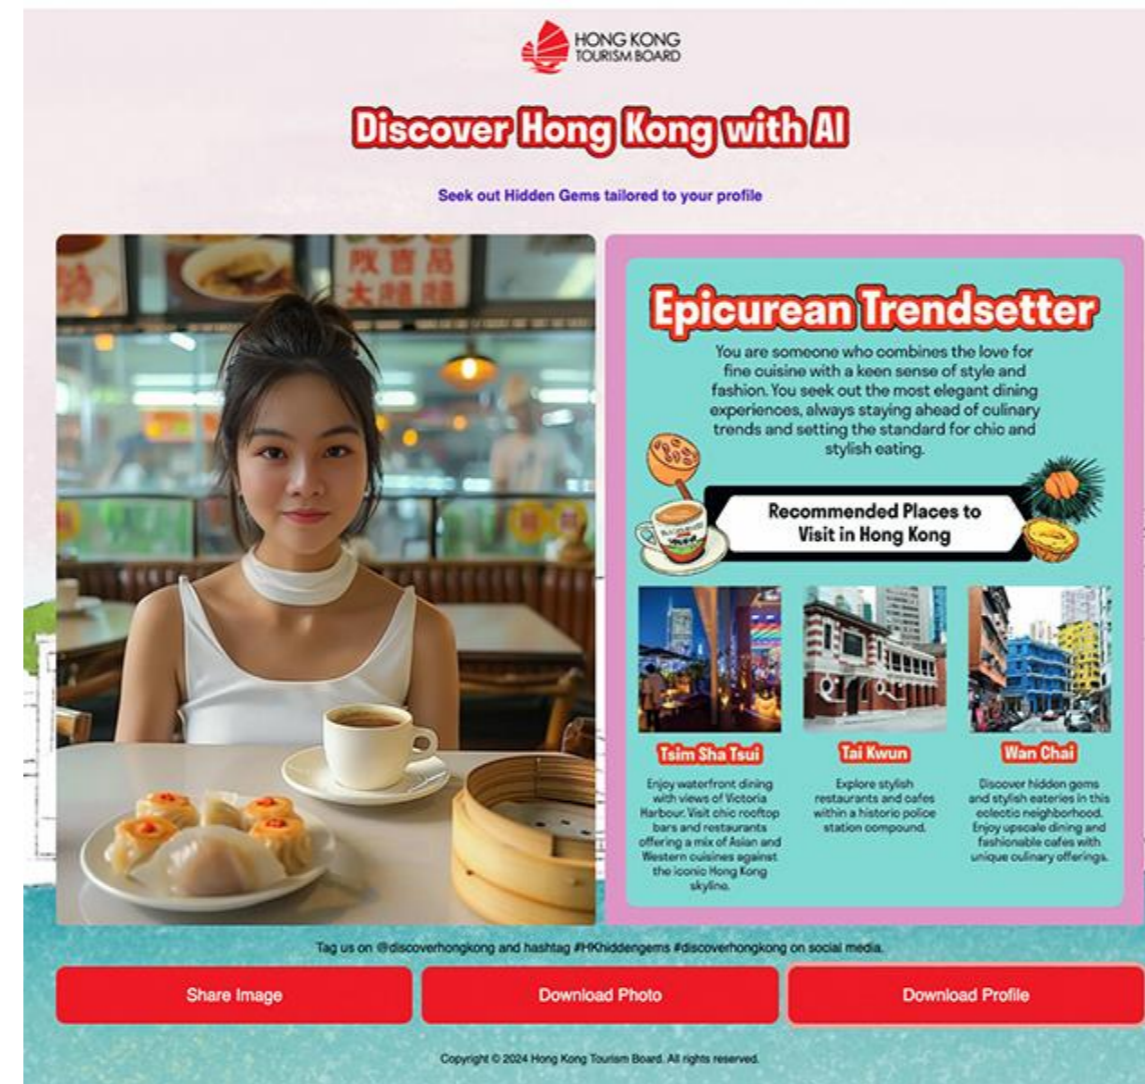 HONG KONG
TOURISM BOARD
Discover Hong Kong with AI
Seek out Hidden Gems tailored to your profile
Epicurean Trendsetter
You are someone who combines the love for
fine cuisine with a keen sense of style and
fashion. You seek out the most elegant dining
experiences, always staying ahead of culinary
trends and setting the standard for chic and
stylish eating.
Recommended Places to
Visit in Hong Kong
Tsim Sha Tsui
Enjoy waterfront dining
with views of Victoria
Harbour. Visit chic rooftop
bars and restaurants
offering a mix of Asian and
Western cuisines against
the iconic Hong Kong
skyline.
Tai Kwun
Explore stylish
restaurants and cafes
within a historic police
station compound.
Wan Chai
Discover hidden gems
and stylish eateries in this
eclectic neighborhood.
Enjoy upscale dining and
fashionable cafes with
unique culinary offerings.
Tag us on @discoverhongkong and hashtag #HKhiddengems #discoverhongkong on social media.
Share Image
Download Photo
Download Profile
Copyright © 2024 Hong Kong Tourism Board. All rights reserved.